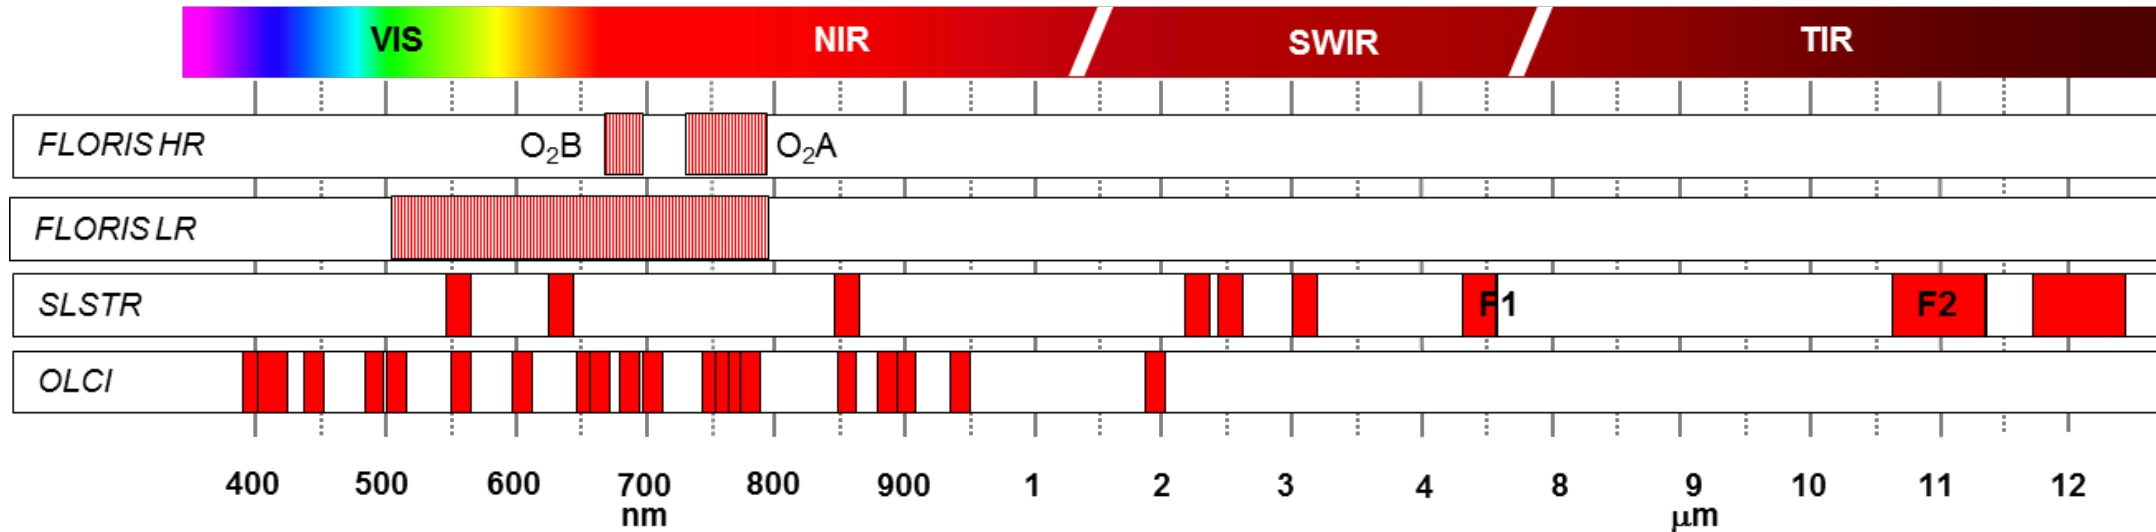 VIS NIR SWIR TIR
FLORIS HR O₂B O₂A
FLORIS LR
SLSTR F1 F2
OLCI
400 500 600 700 800 900 1 2 3 4 8 9 10 11 12
nm μm